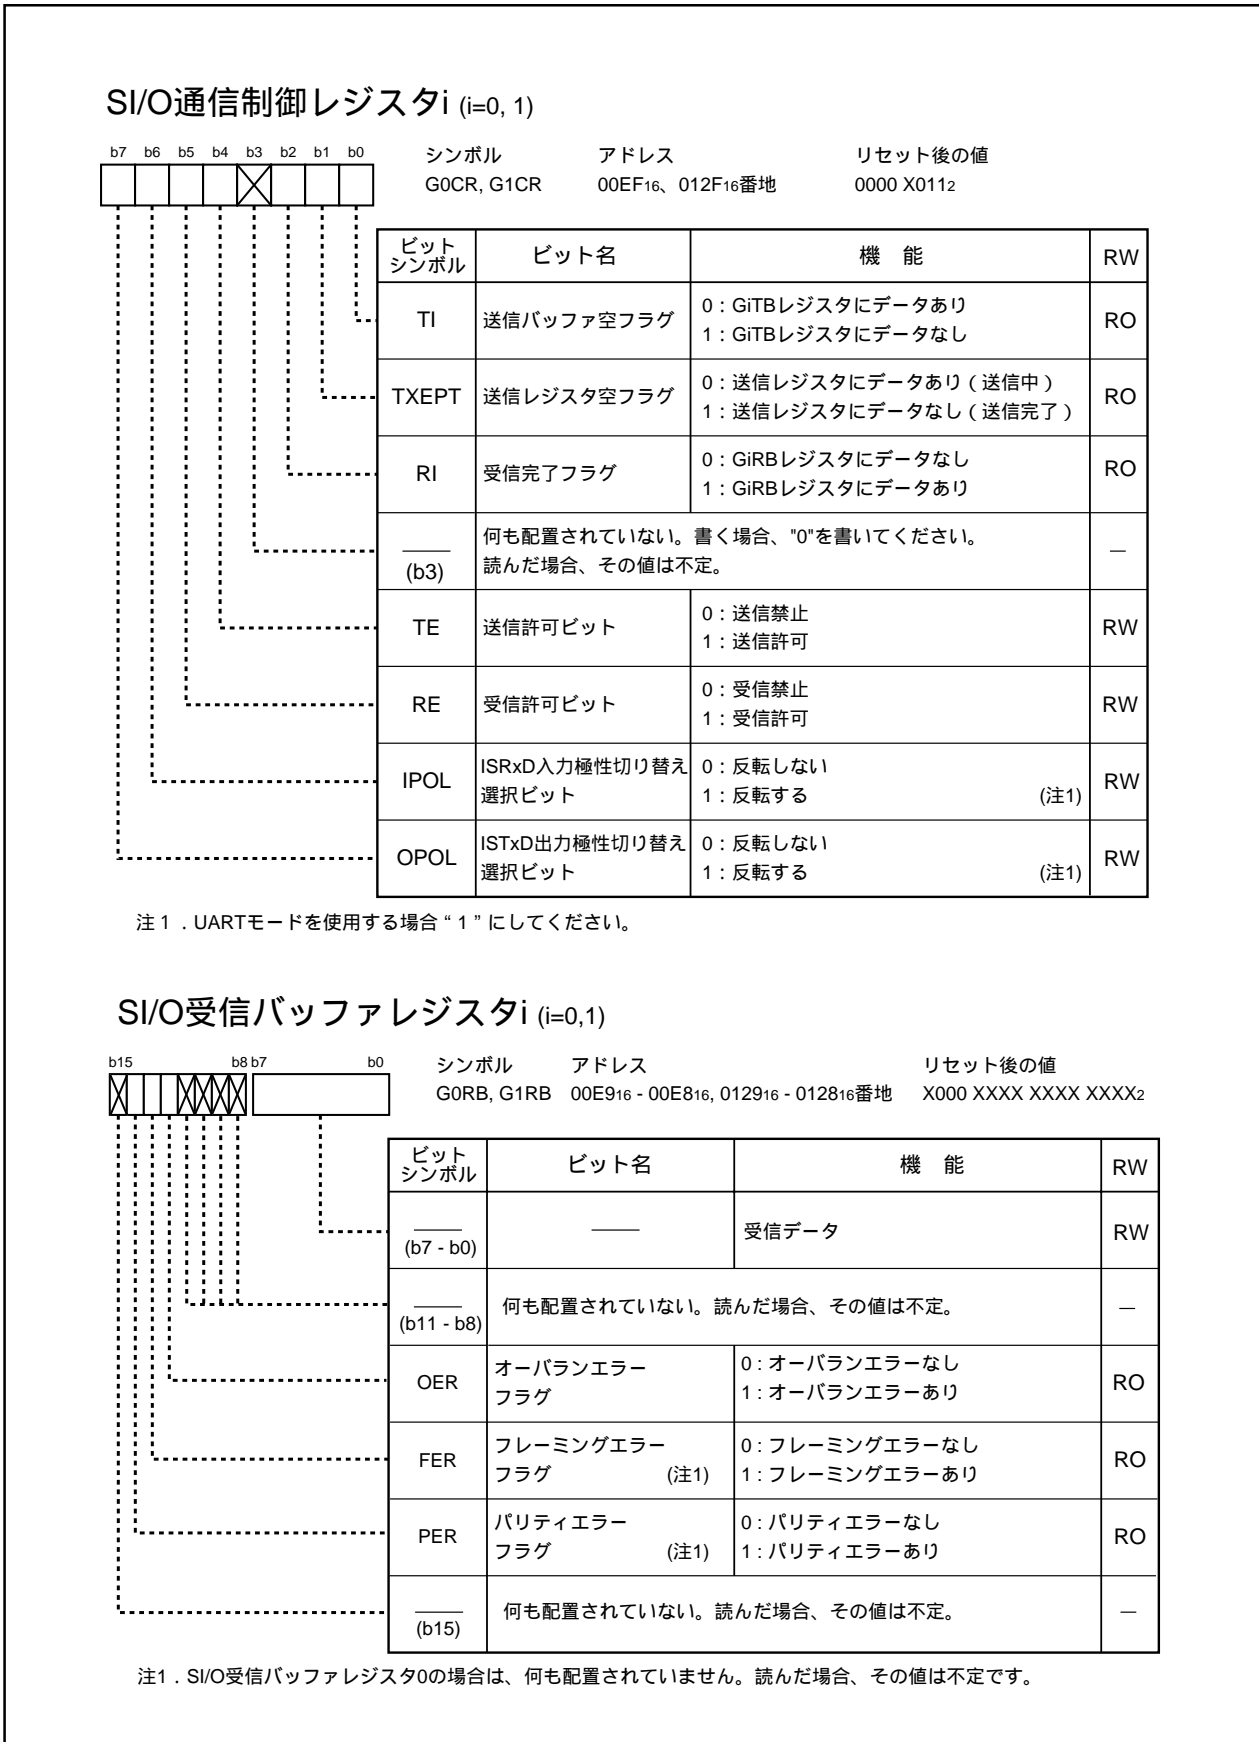 SI/O通信制御レジスタi (i=0, 1)
b7 b6 b5 b4 b3 b2 b1 b0
シンボル アドレス リセット後の値
G0CR, G1CR 00EF16、012F16番地 0000 X0112
ビット
シンボル
ビット名 機 能 RW
TI 送信バッファ空フラグ
0：GiTBレジスタにデータあり
1：GiTBレジスタにデータなし
RO
TXEPT 送信レジスタ空フラグ
0：送信レジスタにデータあり（送信中）
1：送信レジスタにデータなし（送信完了）
RO
RI 受信完了フラグ
0：GiRBレジスタにデータなし
1：GiRBレジスタにデータあり
RO
(b3)
何も配置されていない。書く場合、"0"を書いてください。
読んだ場合、その値は不定。
—
TE 送信許可ビット
0：送信禁止
1：送信許可
RW
RE 受信許可ビット
0：受信禁止
1：受信許可
RW
IPOL
ISRxD入力極性切り替え
選択ビット
0：反転しない
1：反転する (注1)
RW
OPOL
ISTxD出力極性切り替え
選択ビット
0：反転しない
1：反転する (注1)
RW
注１．UARTモードを使用する場合“１”にしてください。
SI/O受信バッファレジスタi (i=0,1)
b15 b8 b7 b0
シンボル アドレス リセット後の値
G0RB, G1RB 00E916 - 00E816, 012916 - 012816番地 X000 XXXX XXXX XXXX2
ビット
シンボル
ビット名 機 能 RW
(b7 - b0) —— 受信データ RW
(b11 - b8) 何も配置されていない。読んだ場合、その値は不定。 —
OER
オーバランエラー
フラグ
0：オーバランエラーなし
1：オーバランエラーあり
RO
FER
フレーミングエラー
フラグ (注1)
0：フレーミングエラーなし
1：フレーミングエラーあり
RO
PER
パリティエラー
フラグ (注1)
0：パリティエラーなし
1：パリティエラーあり
RO
(b15) 何も配置されていない。読んだ場合、その値は不定。 —
注1．SI/O受信バッファレジスタ0の場合は、何も配置されていません。読んだ場合、その値は不定です。